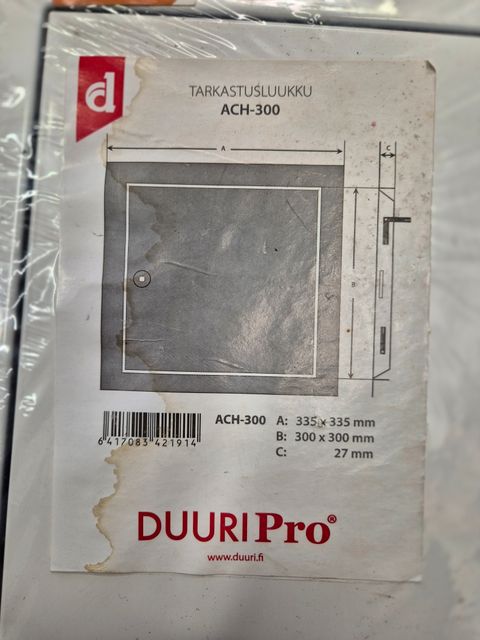 d
TARKASTUSLUUKKU
ACH-300
A
C
B
ACH-300 A: 335 x 335 mm
B: 300 x 300 mm
C: 27 mm
6 417083 421914
DUURI Pro®
www.duuri.fi